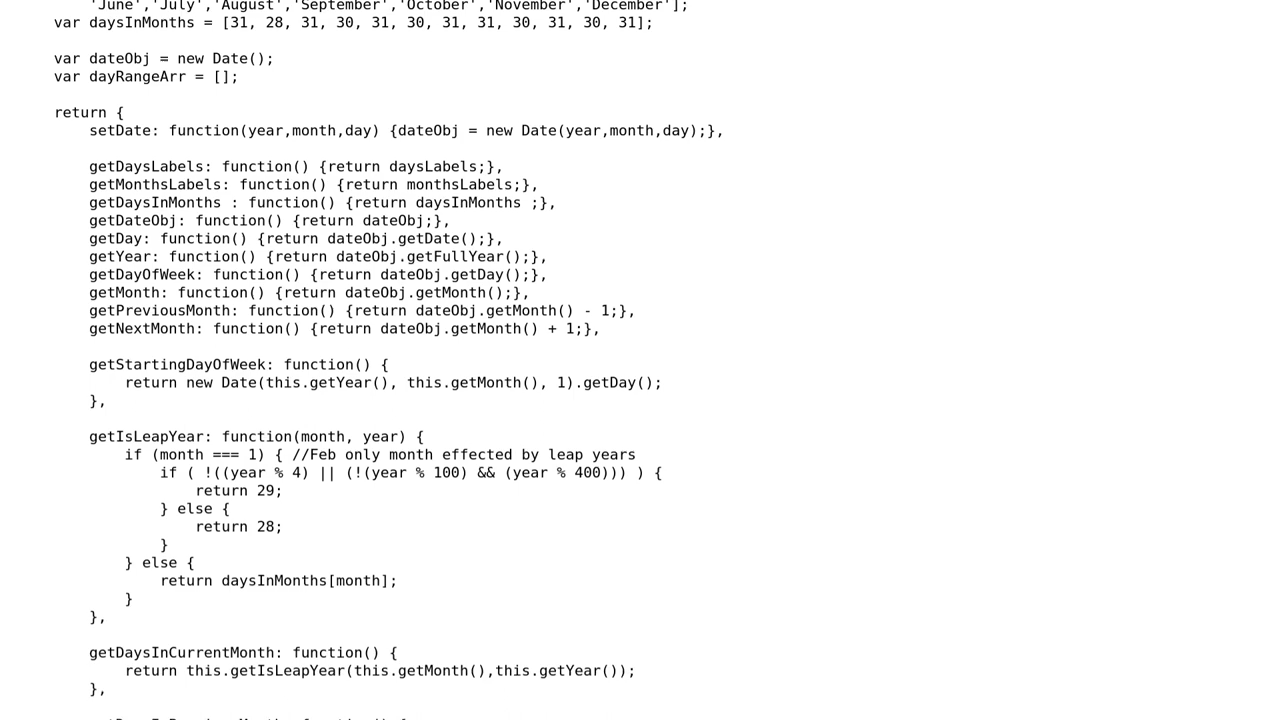 'June','July','August','September','October','November','December'];
var daysInMonths = [31, 28, 31, 30, 31, 30, 31, 31, 30, 31, 30, 31];
var dateObj = new Date();
var dayRangeArr = [];
return {
setDate: function(year,month,day) {dateObj = new Date(year,month,day);},
getDaysLabels: function() {return daysLabels;},
getMonthsLabels: function() {return monthsLabels;},
getDaysInMonths : function() {return daysInMonths ;},
getDateObj: function() {return dateObj;},
getDay: function() {return dateObj.getDate();},
getYear: function() {return dateObj.getFullYear();},
getDayOfWeek: function() {return dateObj.getDay();},
getMonth: function() {return dateObj.getMonth();},
getPreviousMonth: function() {return dateObj.getMonth() - 1;},
getNextMonth: function() {return dateObj.getMonth() + 1;},
getStartingDayOfWeek: function() {
return new Date(this.getYear(), this.getMonth(), 1).getDay();
},
getIsLeapYear: function(month, year) {
if (month === 1) { //Feb only month effected by leap years
if ( !((year % 4) || (!(year % 100) && (year % 400))) ) {
return 29;
} else {
return 28;
}
} else {
return daysInMonths[month];
}
},
getDaysInCurrentMonth: function() {
return this.getIsLeapYear(this.getMonth(),this.getYear());
},